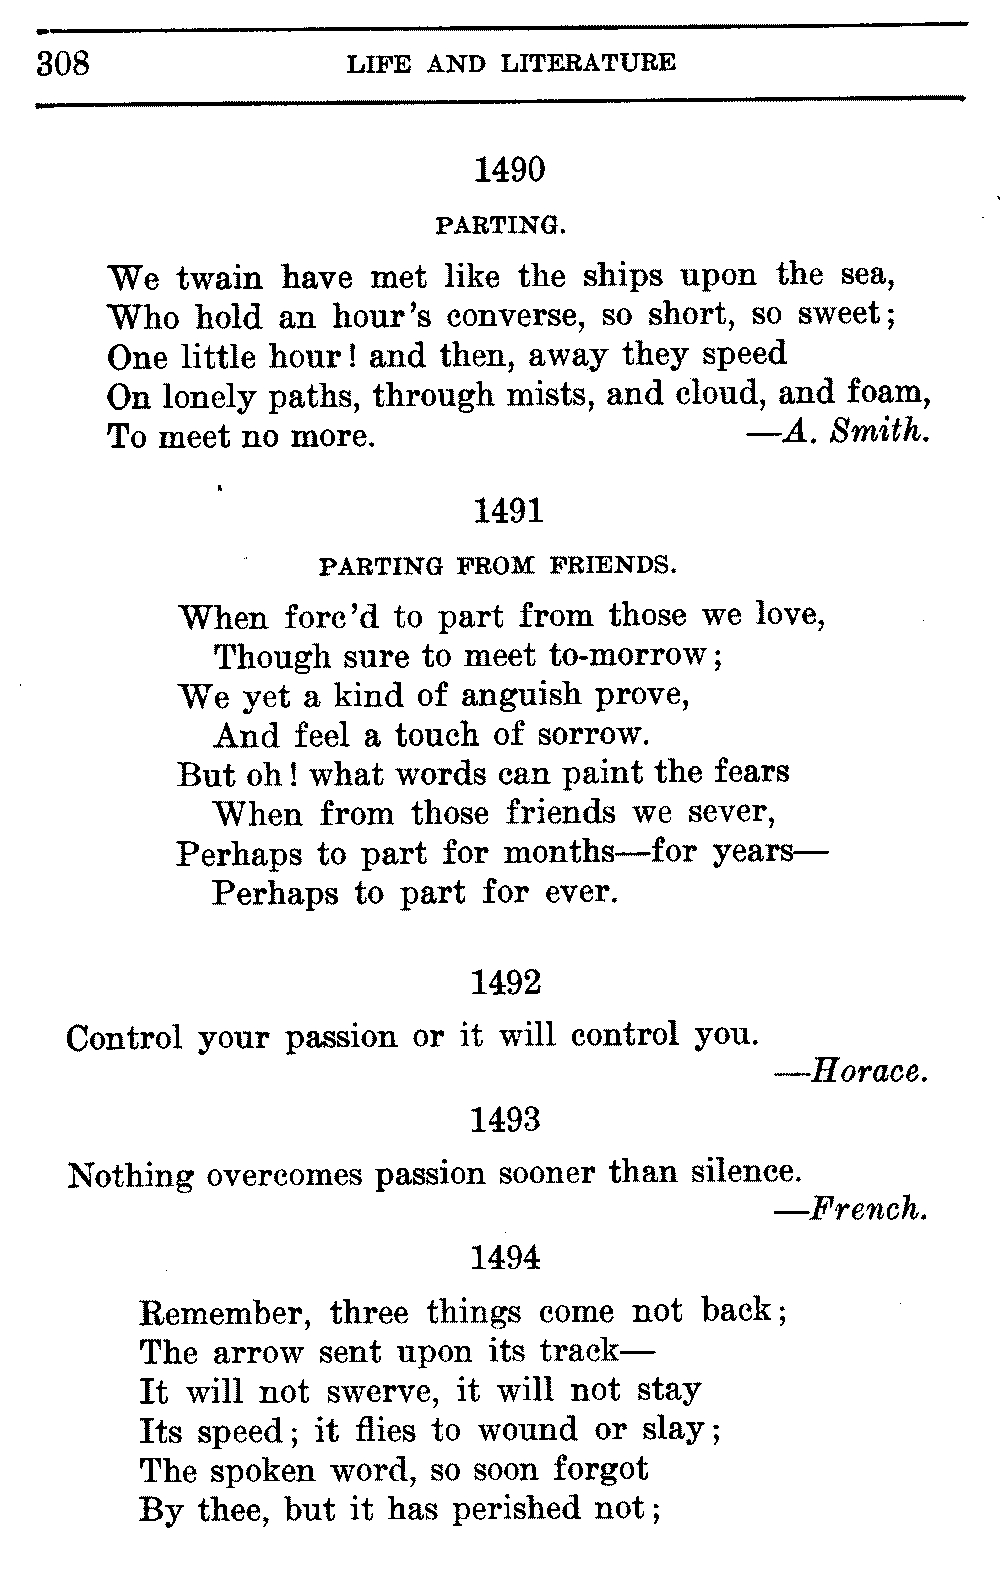 308 LIFE AND LITERATURE
1490
PARTING.
We twain have met like the ships upon the sea,
Who hold an hour's converse, so short, so sweet;
One little hour! and then, away they speed
On lonely paths, through mists, and cloud, and foam,
To meet no more. —A. Smith.
1491
PARTING FROM FRIENDS.
When forc'd to part from those we love,
Though sure to meet to-morrow;
We yet a kind of anguish prove,
And feel a touch of sorrow.
But oh! what words can paint the fears
When from those friends we sever,
Perhaps to part for months—for years—
Perhaps to part for ever.
1492
Control your passion or it will control you.
—Horace.
1493
Nothing overcomes passion sooner than silence.
—French.
1494
Remember, three things come not back;
The arrow sent upon its track—
It will not swerve, it will not stay
Its speed; it flies to wound or slay;
The spoken word, so soon forgot
By thee, but it has perished not;